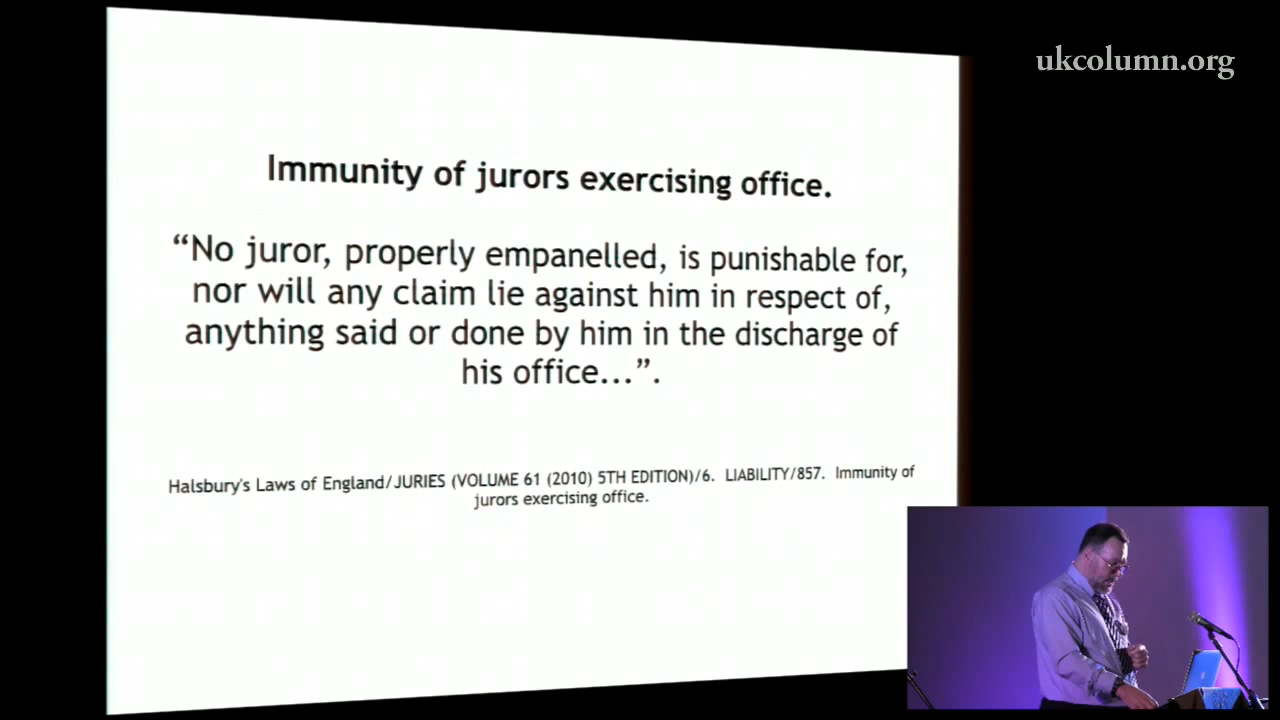 ukcolumn.org
Immunity of jurors exercising office.
“No juror, properly empanelled, is punishable for,
nor will any claim lie against him in respect of,
anything said or done by him in the discharge of
his office...”.
Halsbury's Laws of England/JURIES (VOLUME 61 (2010) 5TH EDITION)/6. LIABILITY/857. Immunity of
jurors exercising office.